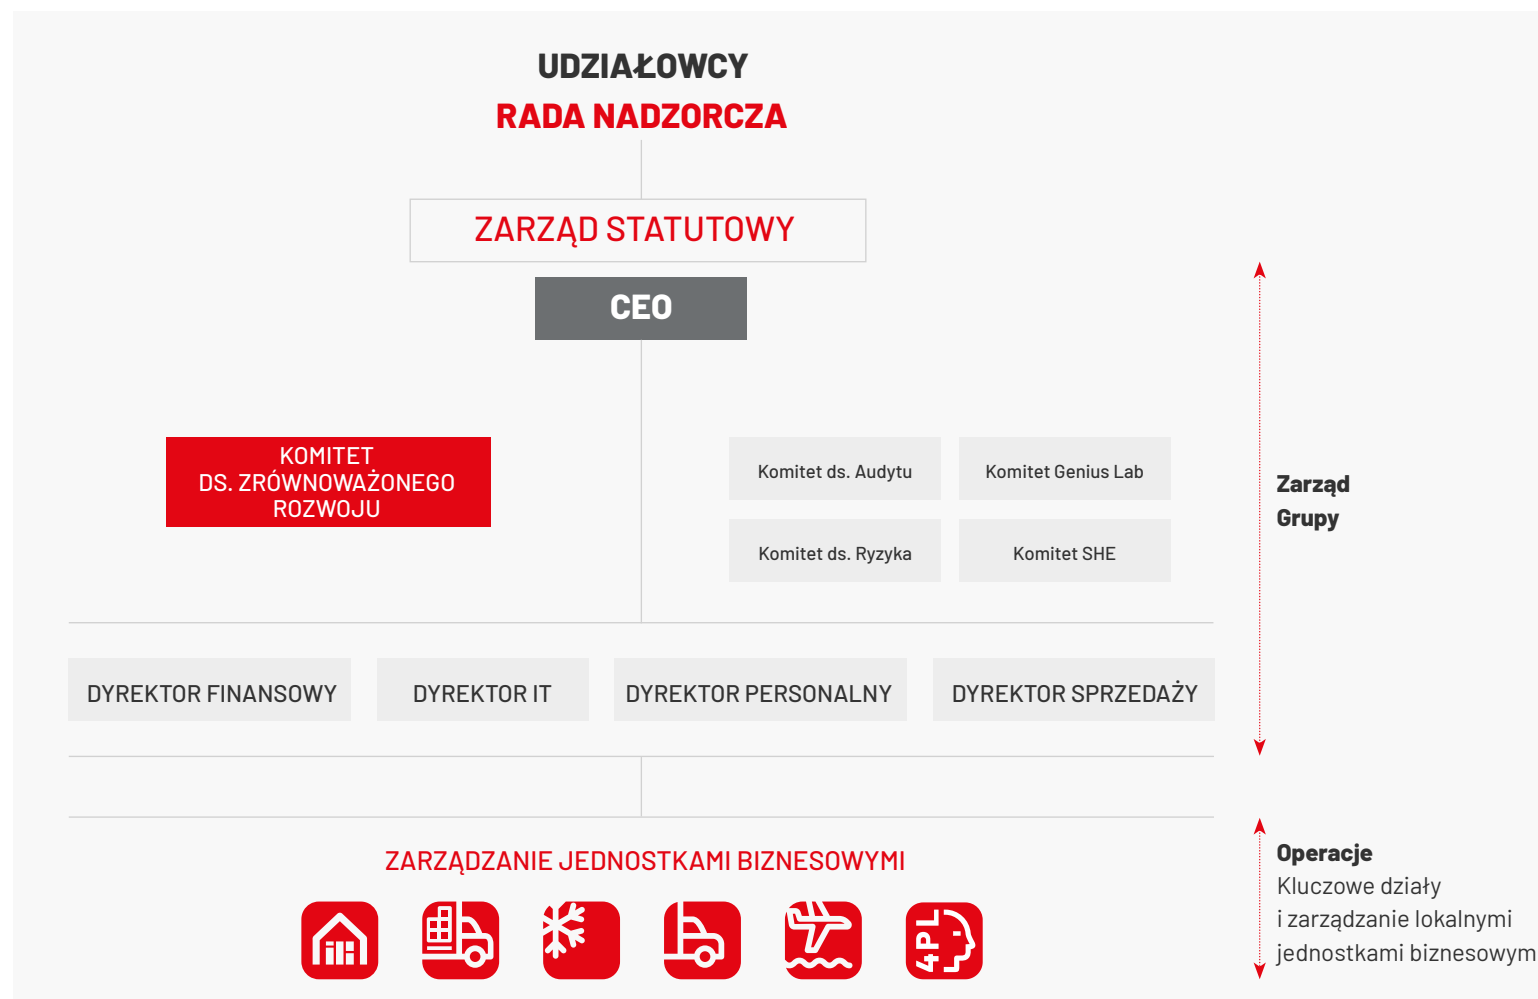 UDZIAŁOWCY
RADA NADZORCZA
ZARZĄD STATUTOWY
CEO
KOMITET
DS. ZRÓWNOWAŻONEGO
ROZWOJU
Komitet ds. Audytu
Komitet Genius Lab
Komitet ds. Ryzyka
Komitet SHE
Zarząd
Grupy
DYREKTOR FINANSOWY
DYREKTOR IT
DYREKTOR PERSONALNY
DYREKTOR SPRZEDAŻY
ZARZĄDZANIE JEDNOSTKAMI BIZNESOWYMI
4PL
Operacje
Kluczowe działy
i zarządzanie lokalnymi
jednostkami biznesowym